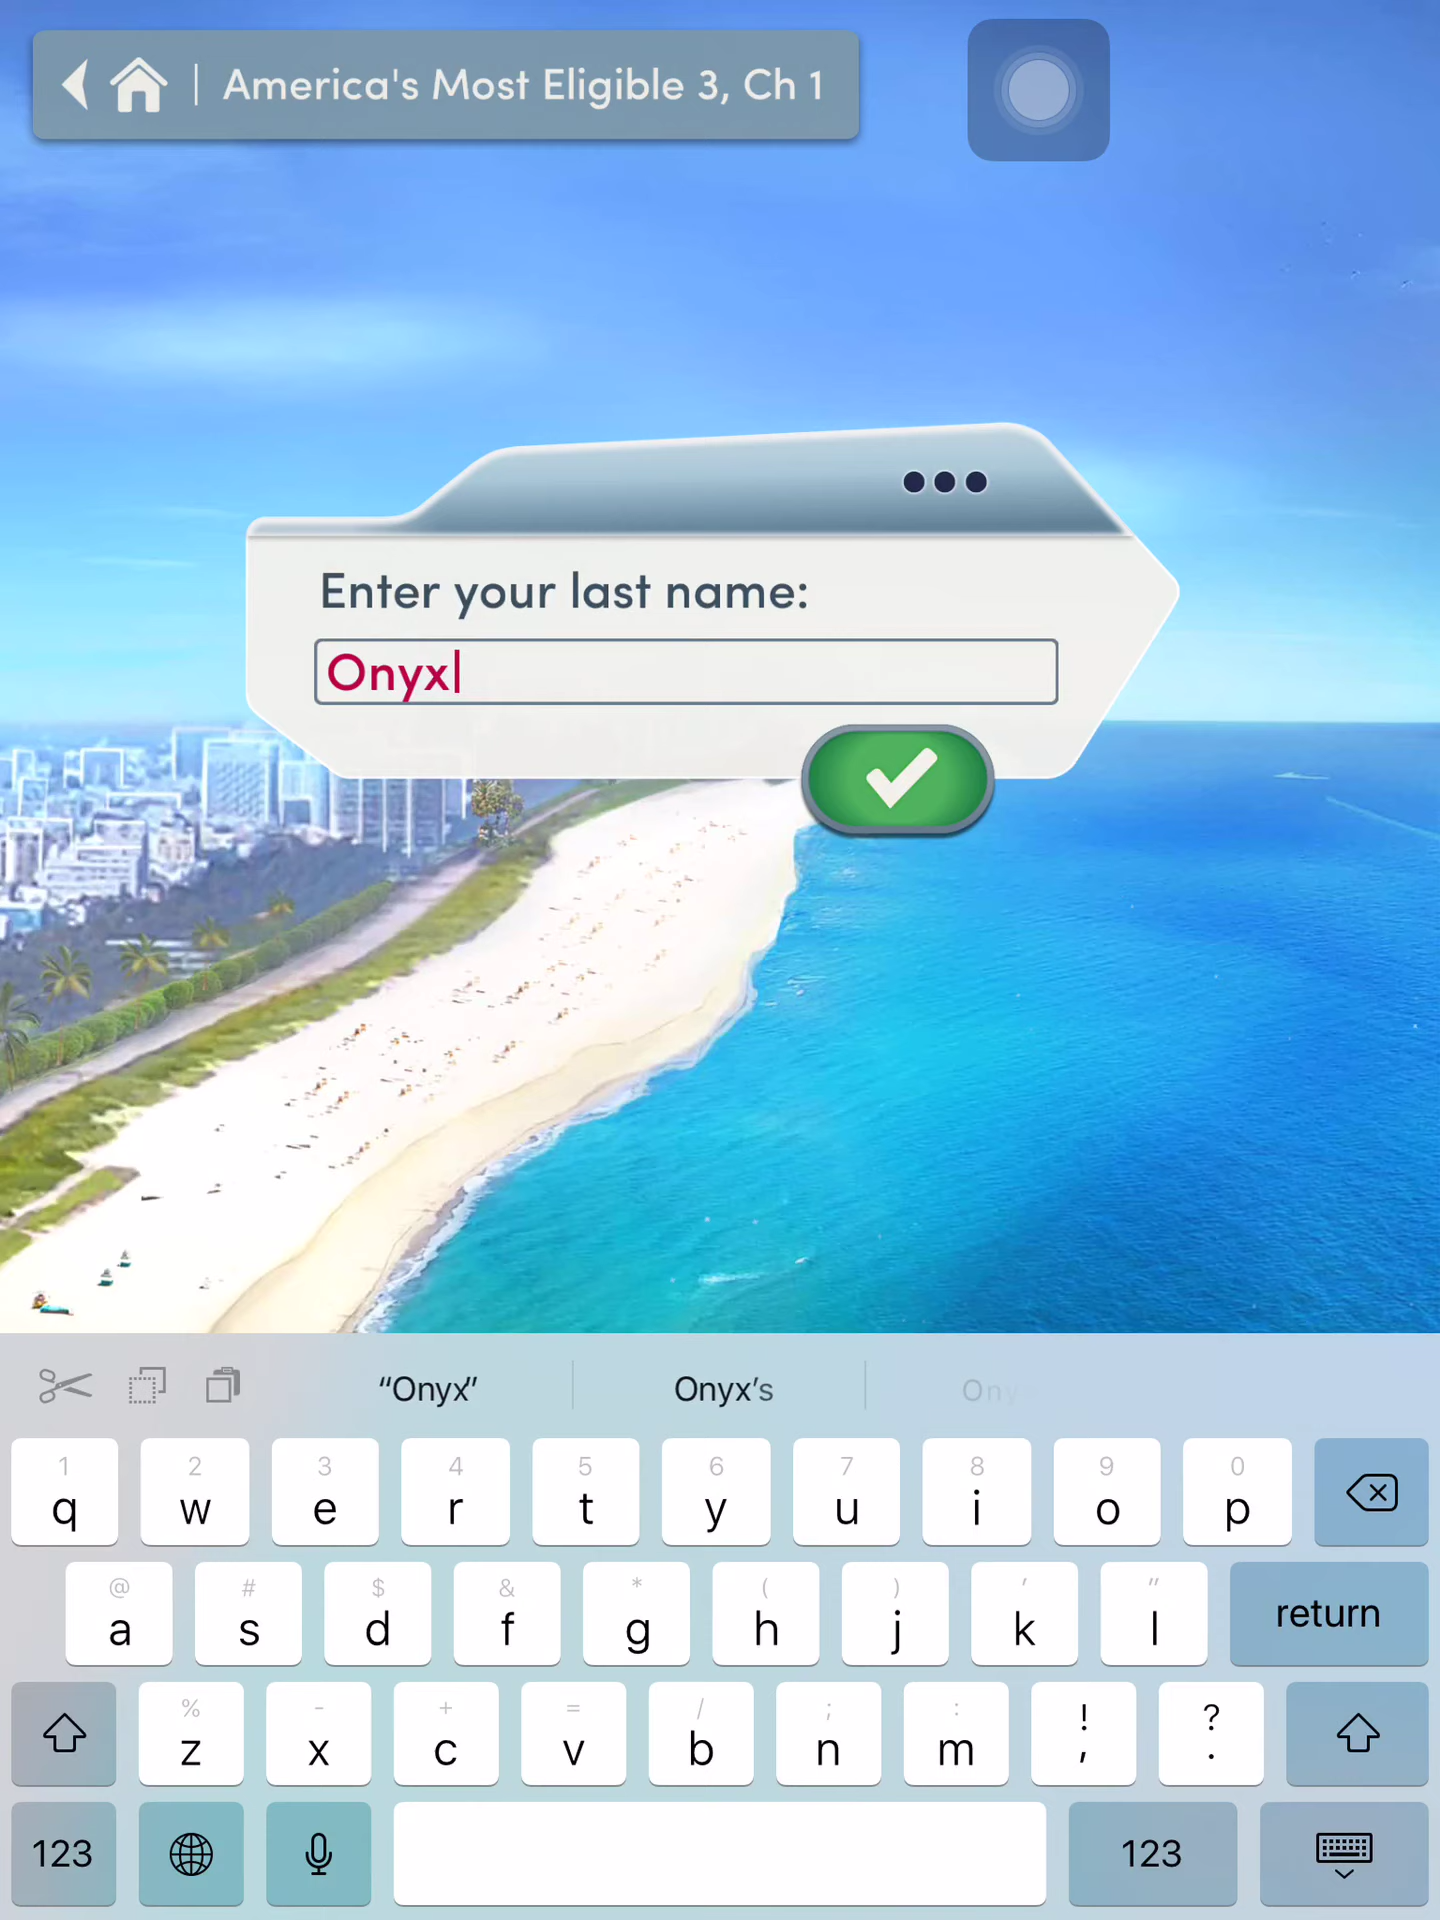 America's Most Eligible 3, Ch 1
Enter your last name:
Onyx
“Onyx” Onyx’s Ony
1 2 3 4 5 6 7 8 9 0
q w e r t y u i o p
@ # $ & * ( ) ' "
a s d f g h j k l return
% - + = / ; : ! ?
z x c v b n m , .
123 123